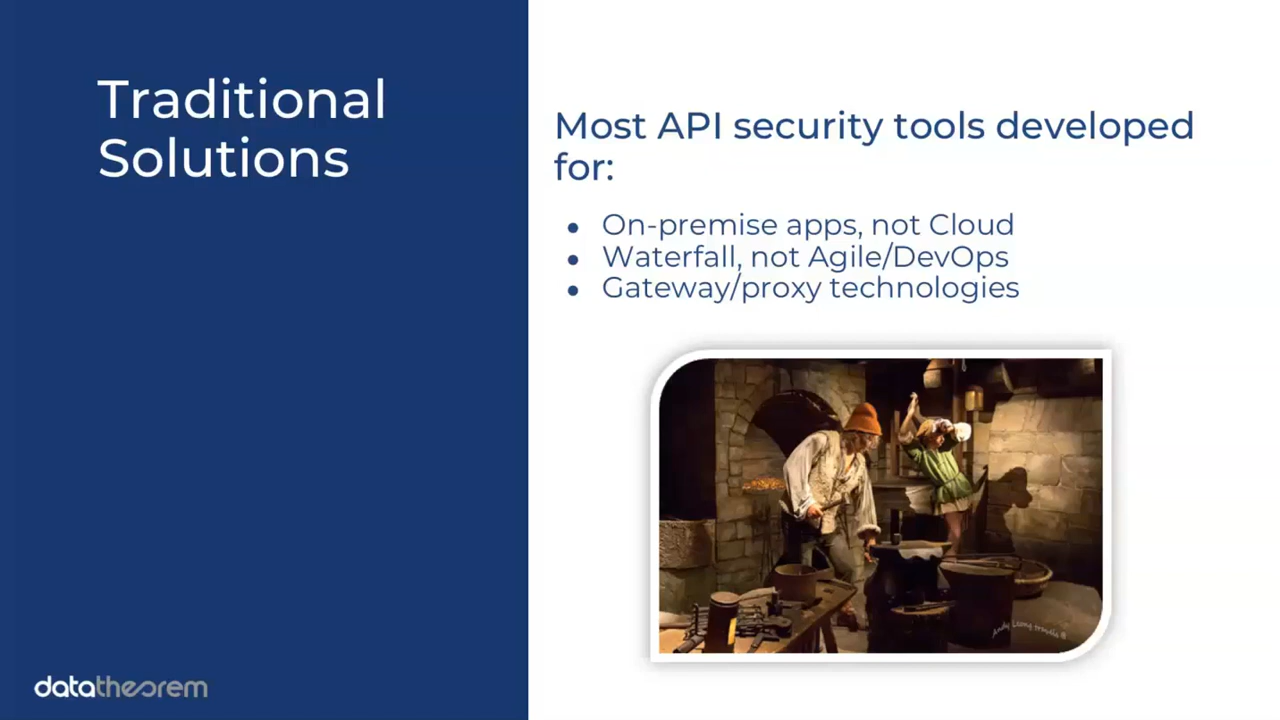 Traditional
Solutions
Most API security tools developed
for:
● On-premise apps, not Cloud
● Waterfall, not Agile/DevOps
● Gateway/proxy technologies
datatheorem